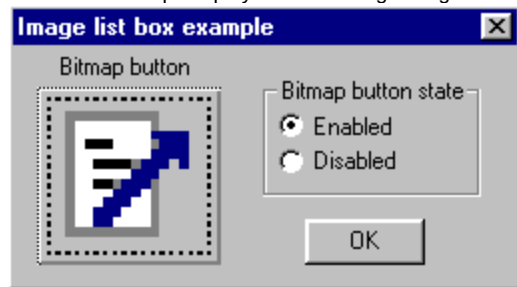 Image list box example
Bitmap button
Bitmap button state
Enabled
Disabled
OK